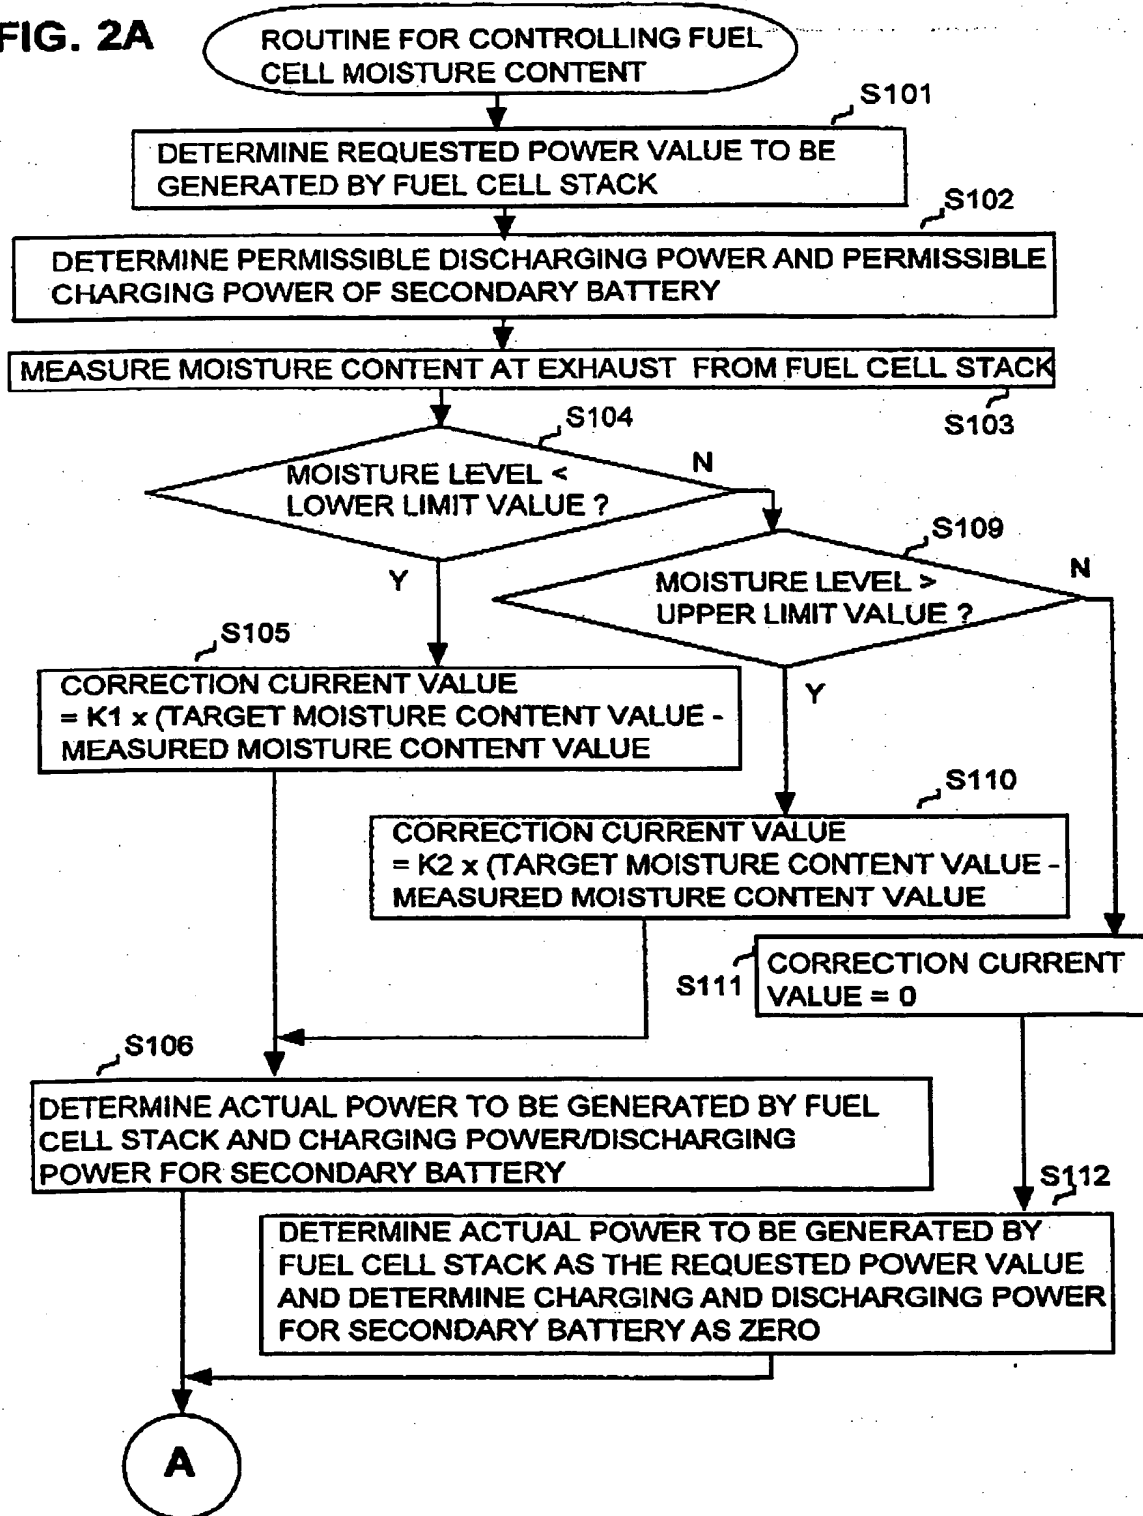 FIG. 2A
ROUTINE FOR CONTROLLING FUEL
CELL MOISTURE CONTENT
S101
DETERMINE REQUESTED POWER VALUE TO BE
GENERATED BY FUEL CELL STACK
S102
DETERMINE PERMISSIBLE DISCHARGING POWER AND PERMISSIBLE
CHARGING POWER OF SECONDARY BATTERY
MEASURE MOISTURE CONTENT AT EXHAUST FROM FUEL CELL STACK
S103
S104
MOISTURE LEVEL <
LOWER LIMIT VALUE ?
N
Y
S109
MOISTURE LEVEL >
UPPER LIMIT VALUE ?
N
Y
S105
CORRECTION CURRENT VALUE
= K1 x (TARGET MOISTURE CONTENT VALUE -
MEASURED MOISTURE CONTENT VALUE
S110
CORRECTION CURRENT VALUE
= K2 x (TARGET MOISTURE CONTENT VALUE -
MEASURED MOISTURE CONTENT VALUE
S111
CORRECTION CURRENT
VALUE = 0
S106
DETERMINE ACTUAL POWER TO BE GENERATED BY FUEL
CELL STACK AND CHARGING POWER/DISCHARGING
POWER FOR SECONDARY BATTERY
S112
DETERMINE ACTUAL POWER TO BE GENERATED BY
FUEL CELL STACK AS THE REQUESTED POWER VALUE
AND DETERMINE CHARGING AND DISCHARGING POWER
FOR SECONDARY BATTERY AS ZERO
A